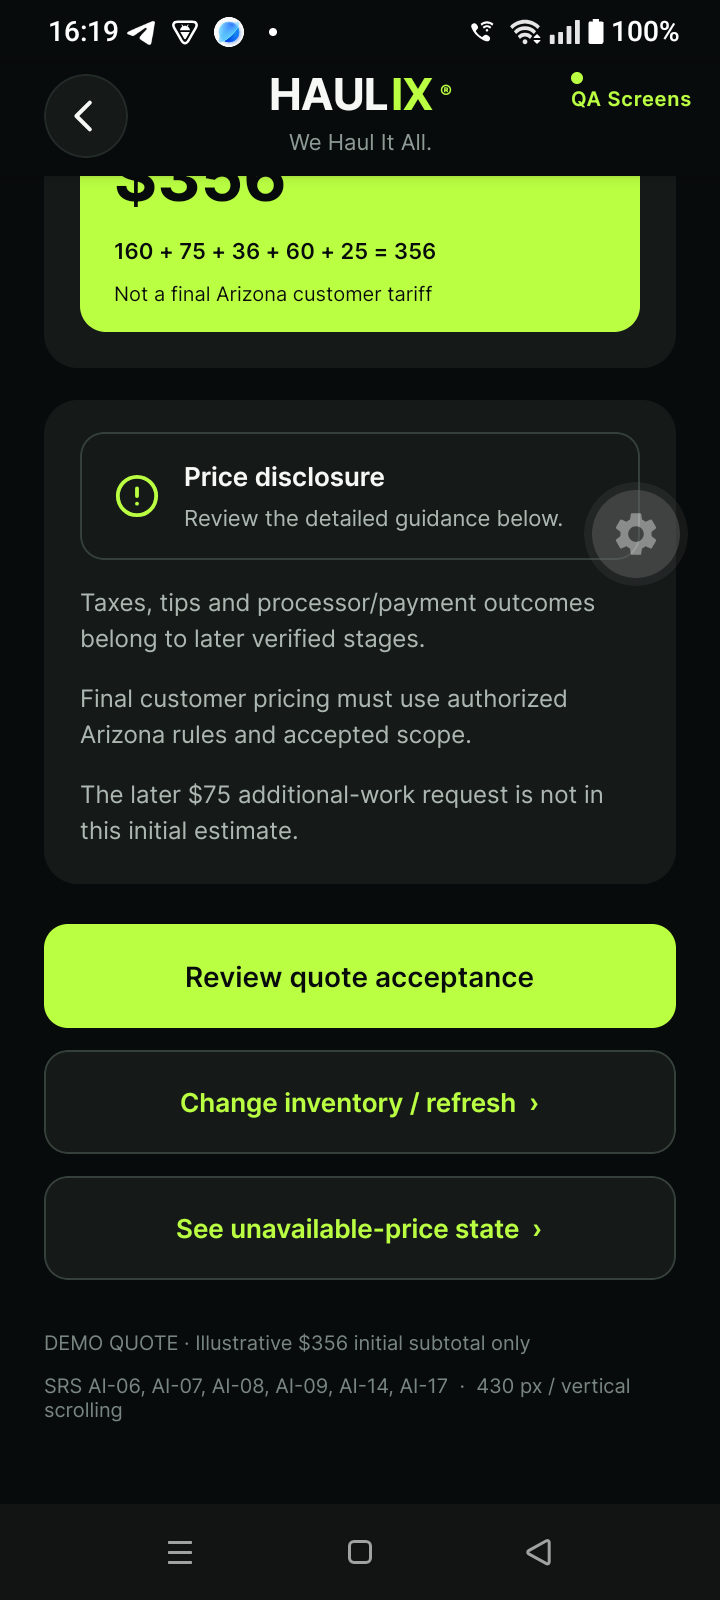 16:19
100%
HAULIX ®
QA Screens
We Haul It All.
$356
160 + 75 + 36 + 60 + 25 = 356
Not a final Arizona customer tariff
Price disclosure
Review the detailed guidance below.
Taxes, tips and processor/payment outcomes
belong to later verified stages.
Final customer pricing must use authorized
Arizona rules and accepted scope.
The later $75 additional-work request is not in
this initial estimate.
Review quote acceptance
Change inventory / refresh ›
See unavailable-price state ›
DEMO QUOTE · Illustrative $356 initial subtotal only
SRS AI-06, AI-07, AI-08, AI-09, AI-14, AI-17 · 430 px / vertical
scrolling